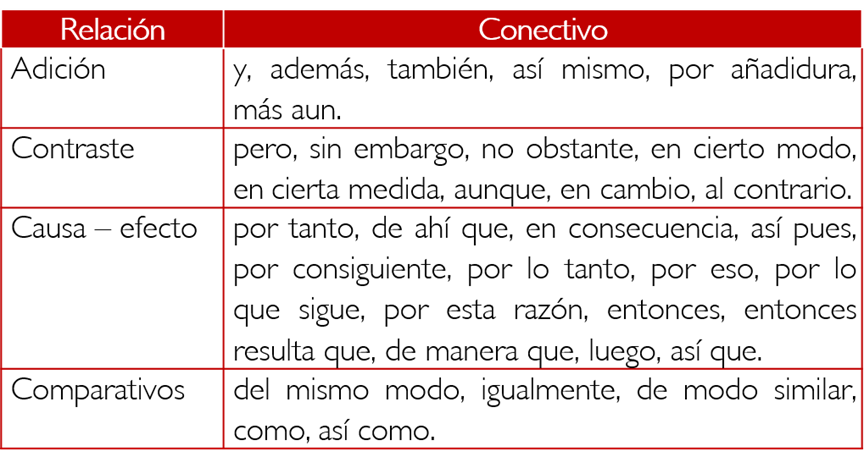 Relación Conectivo
Adición y, además, también, así mismo, por añadidura,
más aun.
Contraste pero, sin embargo, no obstante, en cierto modo,
en cierta medida, aunque, en cambio, al contrario.
Causa – efecto por tanto, de ahí que, en consecuencia, así pues,
por consiguiente, por lo tanto, por eso, por lo
que sigue, por esta razón, entonces, entonces
resulta que, de manera que, luego, así que.
Comparativos del mismo modo, igualmente, de modo similar,
como, así como.